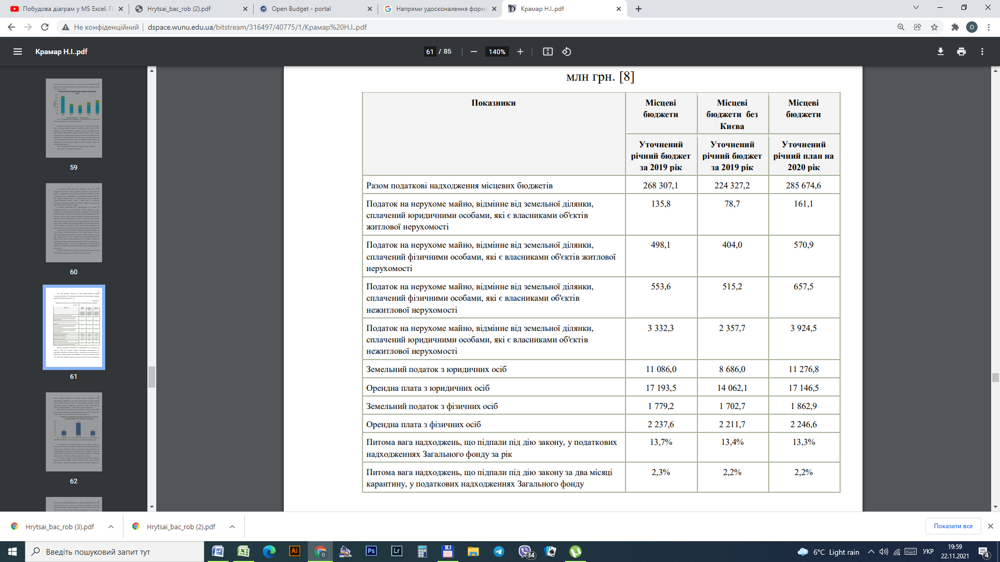 Побудова діаграм у MS Excel. Гі
Hrytsai_bac_rob (2).pdf
Open Budget - portal
Напрями удосконалення форму
Крамар Н.І..pdf
Не конфіденційний
dspace.wunu.edu.ua/bitstream/316497/40775/1/Крамар%20Н.І..pdf
О
Крамар Н.І..pdf
61 / 85
140%
59
60
61
62
млн грн. [8]
Показники
Місцеві
бюджети
Місцеві
бюджети без
Києва
Місцеві
бюджети
Уточнений
річний бюджет
за 2019 рік
Уточнений
річний бюджет
за 2019 рік
Уточнений
річний план на
2020 рік
Разом податкові надходження місцевих бюджетів
268 307,1
224 327,2
285 674,6
Податок на нерухоме майно, відмінне від земельної ділянки,
сплачений юридичними особами, які є власниками об'єктів
житлової нерухомості
135,8
78,7
161,1
Податок на нерухоме майно, відмінне від земельної ділянки,
сплачений фізичними особами, які є власниками об'єктів житлової
нерухомості
498,1
404,0
570,9
Податок на нерухоме майно, відмінне від земельної ділянки,
сплачений фізичними особами, які є власниками об'єктів
нежитлової нерухомості
553,6
515,2
657,5
Податок на нерухоме майно, відмінне від земельної ділянки,
сплачений юридичними особами, які є власниками об'єктів
нежитлової нерухомості
3 332,3
2 357,7
3 924,5
Земельний податок з юридичних осіб
11 086,0
8 686,0
11 276,8
Орендна плата з юридичних осіб
17 193,5
14 062,1
17 146,5
Земельний податок з фізичних осіб
1 779,2
1 702,7
1 862,9
Орендна плата з фізичних осіб
2 237,6
2 211,7
2 246,6
Питома вага надходжень, що підпали під дію закону, у податкових
надходженнях Загального фонду за рік
13,7%
13,4%
13,3%
Питома вага надходжень, що підпали під дію закону за два місяці
карантину, у податкових надходженнях Загального фонду
2,3%
2,2%
2,2%
Hrytsai_bac_rob (3).pdf
Hrytsai_bac_rob (2).pdf
Показати все
Введіть пошуковий запит тут
Ai
Ps
Lr
34
6°C Light rain
УКР
19:59
22.11.2021
4